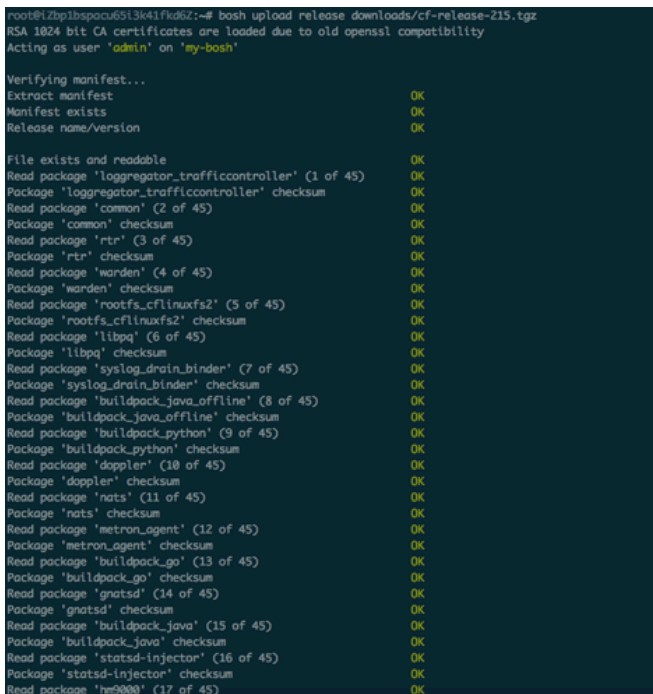 root@iZbp1bspacu65i3k41fkd6Z:~# bosh upload release downloads/cf-release-215.tgz
RSA 1024 bit CA certificates are loaded due to old openssl compatibility
Acting as user 'admin' on 'my-bosh'
Verifying manifest...
Extract manifest OK
Manifest exists OK
Release name/version OK
File exists and readable OK
Read package 'loggregator_trafficcontroller' (1 of 45) OK
Package 'loggregator_trafficcontroller' checksum OK
Read package 'common' (2 of 45) OK
Package 'common' checksum OK
Read package 'rtr' (3 of 45) OK
Package 'rtr' checksum OK
Read package 'warden' (4 of 45) OK
Package 'warden' checksum OK
Read package 'rootfs_cflinuxfs2' (5 of 45) OK
Package 'rootfs_cflinuxfs2' checksum OK
Read package 'libpq' (6 of 45) OK
Package 'libpq' checksum OK
Read package 'syslog_drain_binder' (7 of 45) OK
Package 'syslog_drain_binder' checksum OK
Read package 'buildpack_java_offline' (8 of 45) OK
Package 'buildpack_java_offline' checksum OK
Read package 'buildpack_python' (9 of 45) OK
Package 'buildpack_python' checksum OK
Read package 'doppler' (10 of 45) OK
Package 'doppler' checksum OK
Read package 'nats' (11 of 45) OK
Package 'nats' checksum OK
Read package 'metron_agent' (12 of 45) OK
Package 'metron_agent' checksum OK
Read package 'buildpack_go' (13 of 45) OK
Package 'buildpack_go' checksum OK
Read package 'gnatsd' (14 of 45) OK
Package 'gnatsd' checksum OK
Read package 'buildpack_java' (15 of 45) OK
Package 'buildpack_java' checksum OK
Read package 'statsd-injector' (16 of 45) OK
Package 'statsd-injector' checksum OK
Read package 'hm9000' (17 of 45) OK